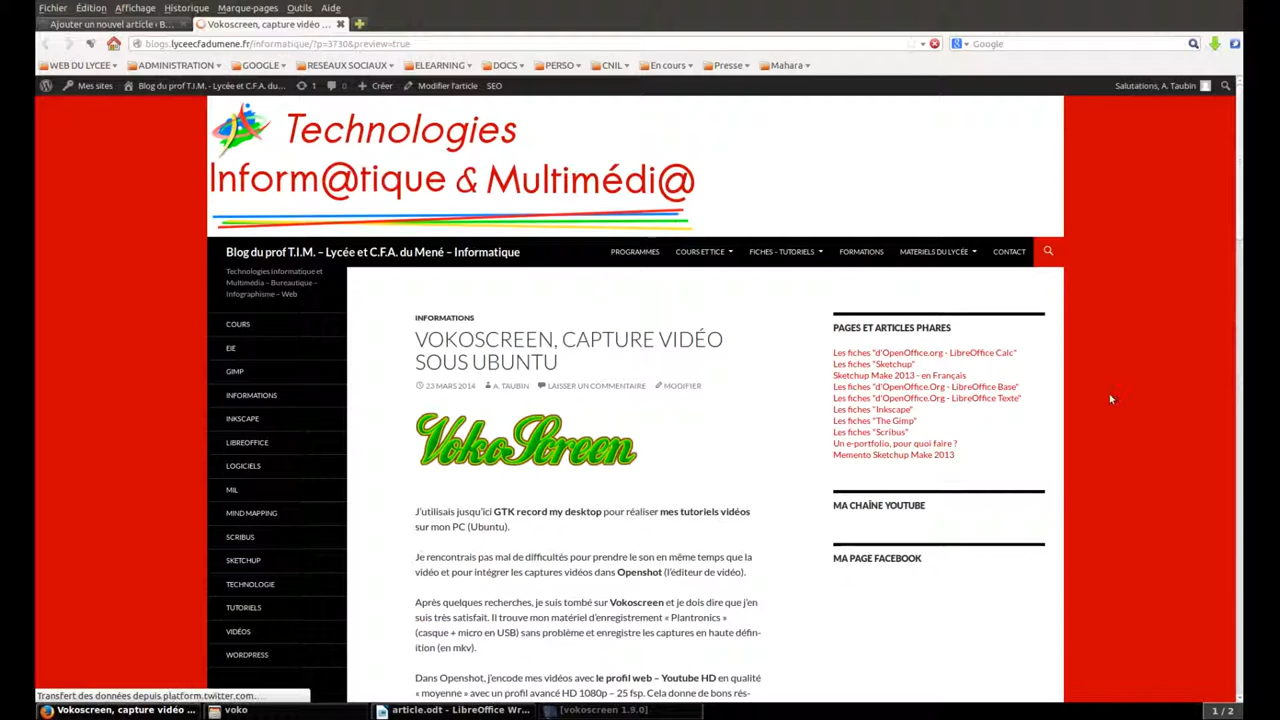 Fichier Édition Affichage Historique Marque-pages Outils Aide
Ajouter un nouvel article ‹ B...
Vokoscreen, capture vidéo ...
blogs.lyceecfadumene.fr/informatique/?p=3730&preview=true
Google
WEB DU LYCEE ADMINISTRATION GOOGLE RESEAUX SOCIAUX ELEARNING DOCS PERSO CNIL En cours Presse Mahara
Mes sites Blog du prof T.I.M. - Lycée et C.F.A. du... 1 0 Créer Modifier l'article SEO Salutations, A. Taubin
Technologies
Inform@tique & Multimédi@
Blog du prof T.I.M. – Lycée et C.F.A. du Mené – Informatique
PROGRAMMES COURS ET TICE FICHES – TUTORIELS FORMATIONS MATERIELS DU LYCÉE CONTACT
Technologies Informatique et
Multimédia – Bureautique –
Infographisme – Web
COURS
EIE
GIMP
INFORMATIONS
INKSCAPE
LIBREOFFICE
LOGICIELS
MIL
MIND MAPPING
SCRIBUS
SKETCHUP
TECHNOLOGIE
TUTORIELS
VIDÉOS
WORDPRESS
INFORMATIONS
VOKOSCREEN, CAPTURE VIDÉO
SOUS UBUNTU
23 MARS 2014 A. TAUBIN LAISSER UN COMMENTAIRE MODIFIER
VokoScreen
J'utilisais jusqu'ici GTK record my desktop pour réaliser mes tutoriels vidéos
sur mon PC (Ubuntu).
Je rencontrais pas mal de difficultés pour prendre le son en même temps que la
vidéo et pour intégrer les captures vidéos dans Openshot (l'éditeur de vidéo).
Après quelques recherches, je suis tombé sur Vokoscreen et je dois dire que j'en
suis très satisfait. Il trouve mon matériel d'enregistrement « Plantronics »
(casque + micro en USB) sans problème et enregistre les captures en haute défin-
ition (en mkv).
Dans Openshot, j'encode mes vidéos avec le profil web – Youtube HD en qualité
« moyenne » avec un profil avancé HD 1080p – 25 fsp. Cela donne de bons rés-
PAGES ET ARTICLES PHARES
Les fiches "d'OpenOffice.org - LibreOffice Calc"
Les fiches "Sketchup"
Sketchup Make 2013 - en Français
Les fiches "d'OpenOffice.Org - LibreOffice Base"
Les fiches "d'OpenOffice.Org - LibreOffice Texte"
Les fiches "Inkscape"
Les fiches "The Gimp"
Les fiches "Scribus"
Un e-portfolio, pour quoi faire ?
Memento Sketchup Make 2013
MA CHAÎNE YOUTUBE
MA PAGE FACEBOOK
Transfert des données depuis platform.twitter.com...
Vokoscreen, capture vidéo ...
voko
article.odt - LibreOffice Wr...
[vokoscreen 1.9.0]
1 / 2